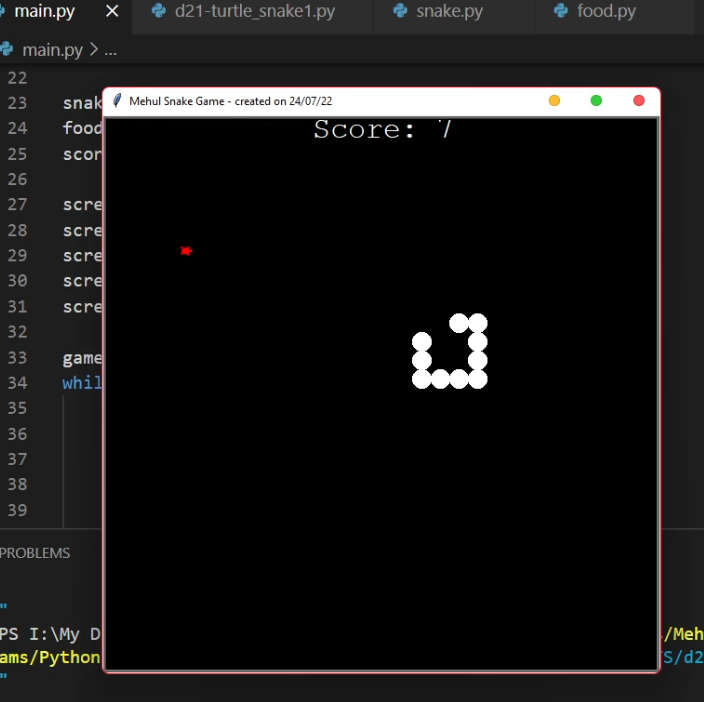 main.py d21-turtle_snake1.py snake.py food.py
main.py > ...
22
Mehul Snake Game - created on 24/07/22
23 snak
24 food
Score: 7
25 scor
26
27 scre
28 scre
29 scre
30 scre
31 scre
32
33 game
34 whil
35
36
37
38
39
PROBLEMS
"
PS I:\My D /Meh
ams/Python S/d2
"